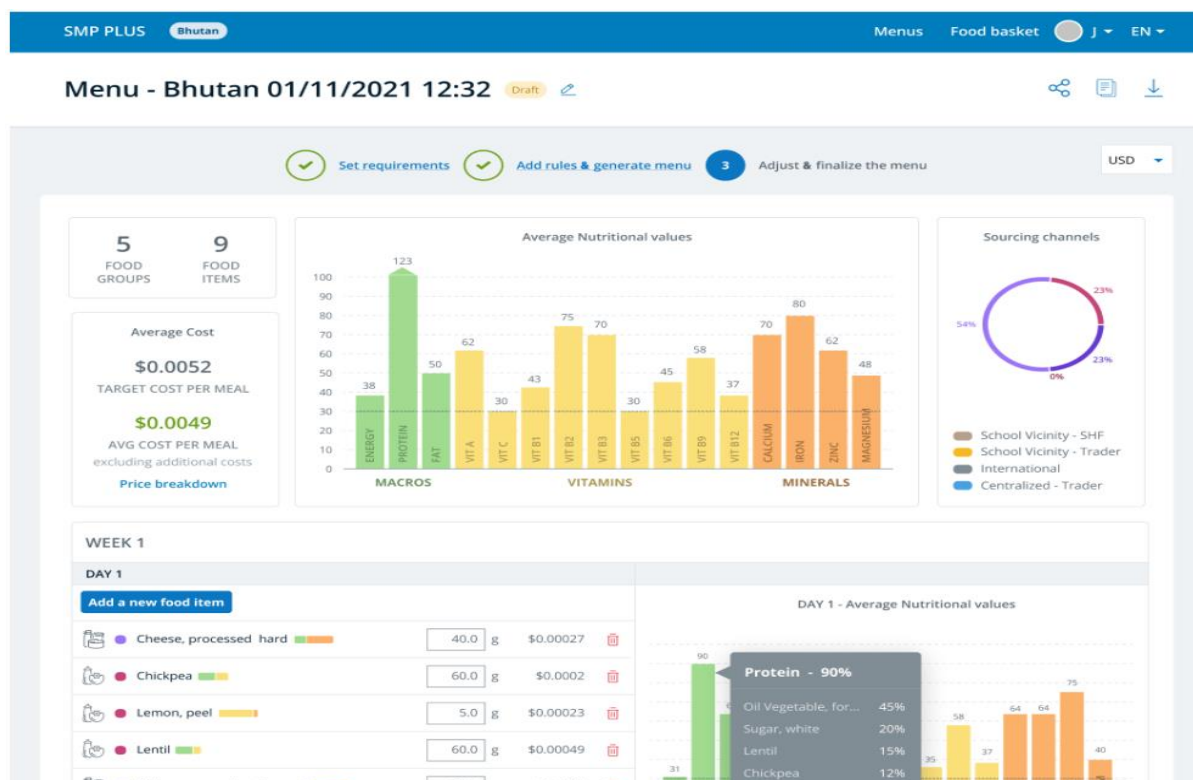 SMP PLUS Bhutan Menus Food basket J EN
Menu - Bhutan 01/11/2021 12:32 Draft
Set requirements Add rules & generate menu 3 Adjust & finalize the menu USD
5 9
FOOD GROUPS FOOD ITEMS
Average Cost
$0.0052
TARGET COST PER MEAL
$0.0049
AVG COST PER MEAL
excluding additional costs
Price breakdown
Average Nutritional values
100
90
80
70
60
50
40
30
20
10
0
38 123 50 62 30 43 75 70 30 45 58 37 70 80 62 48
ENERGY PROTEIN FAT VIT A VIT C VIT B1 VIT B2 VIT B3 VIT B5 VIT B6 VIT B9 VIT B12 CALCIUM IRON ZINC MAGNESIUM
MACROS VITAMINS MINERALS
Sourcing channels
23%
54%
23%
0%
School Vicinity - SHF
School Vicinity - Trader
International
Centralized - Trader
WEEK 1
DAY 1
Add a new food item
Cheese, processed hard 40.0 g $0.00027
Chickpea 60.0 g $0.0002
Lemon, peel 5.0 g $0.00023
Lentil 60.0 g $0.00049
DAY 1 - Average Nutritional values
90
31
Protein - 90%
Oil Vegetable, for... 45%
Sugar, white 20%
Lentil 15%
Chickpea 12%
35 58 37 64 64 75 40